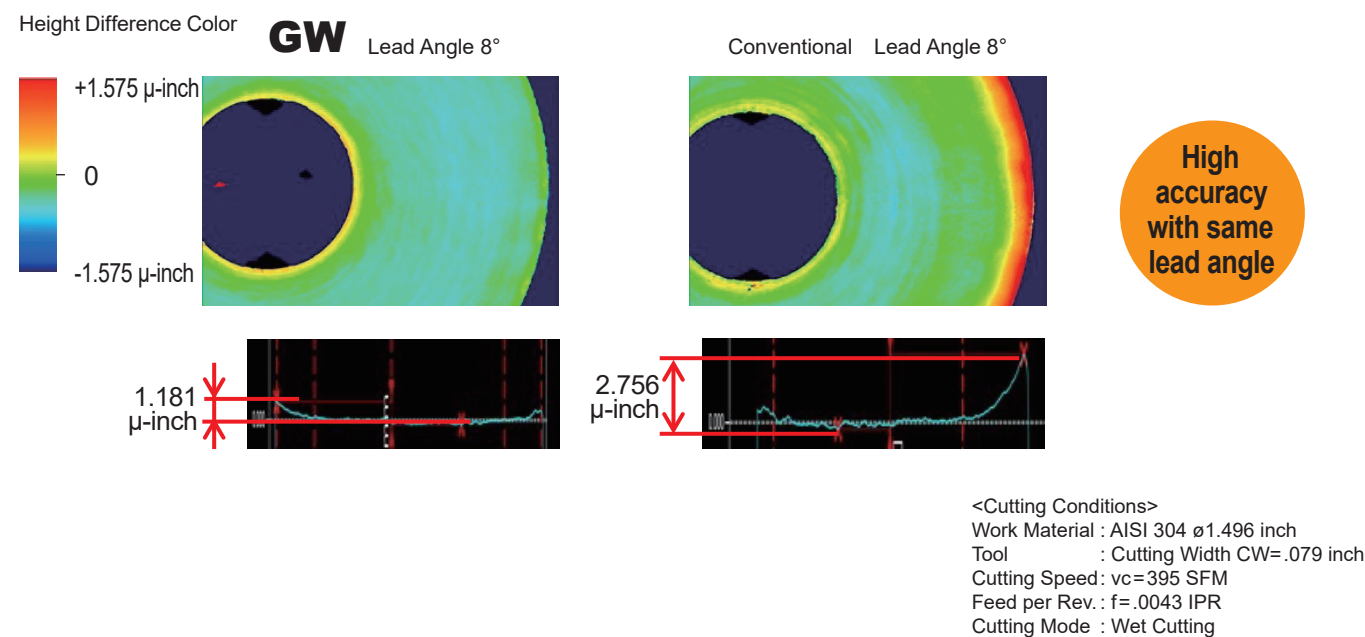 Height Difference Color
GW Lead Angle 8°
Conventional Lead Angle 8°
+1.575 μ-inch
0
-1.575 μ-inch
High
accuracy
with same
lead angle
1.181
μ-inch
2.756
μ-inch
0.000
<Cutting Conditions>
Work Material : AISI 304 ø1.496 inch
Tool : Cutting Width CW=.079 inch
Cutting Speed : vc=395 SFM
Feed per Rev. : f=.0043 IPR
Cutting Mode : Wet Cutting